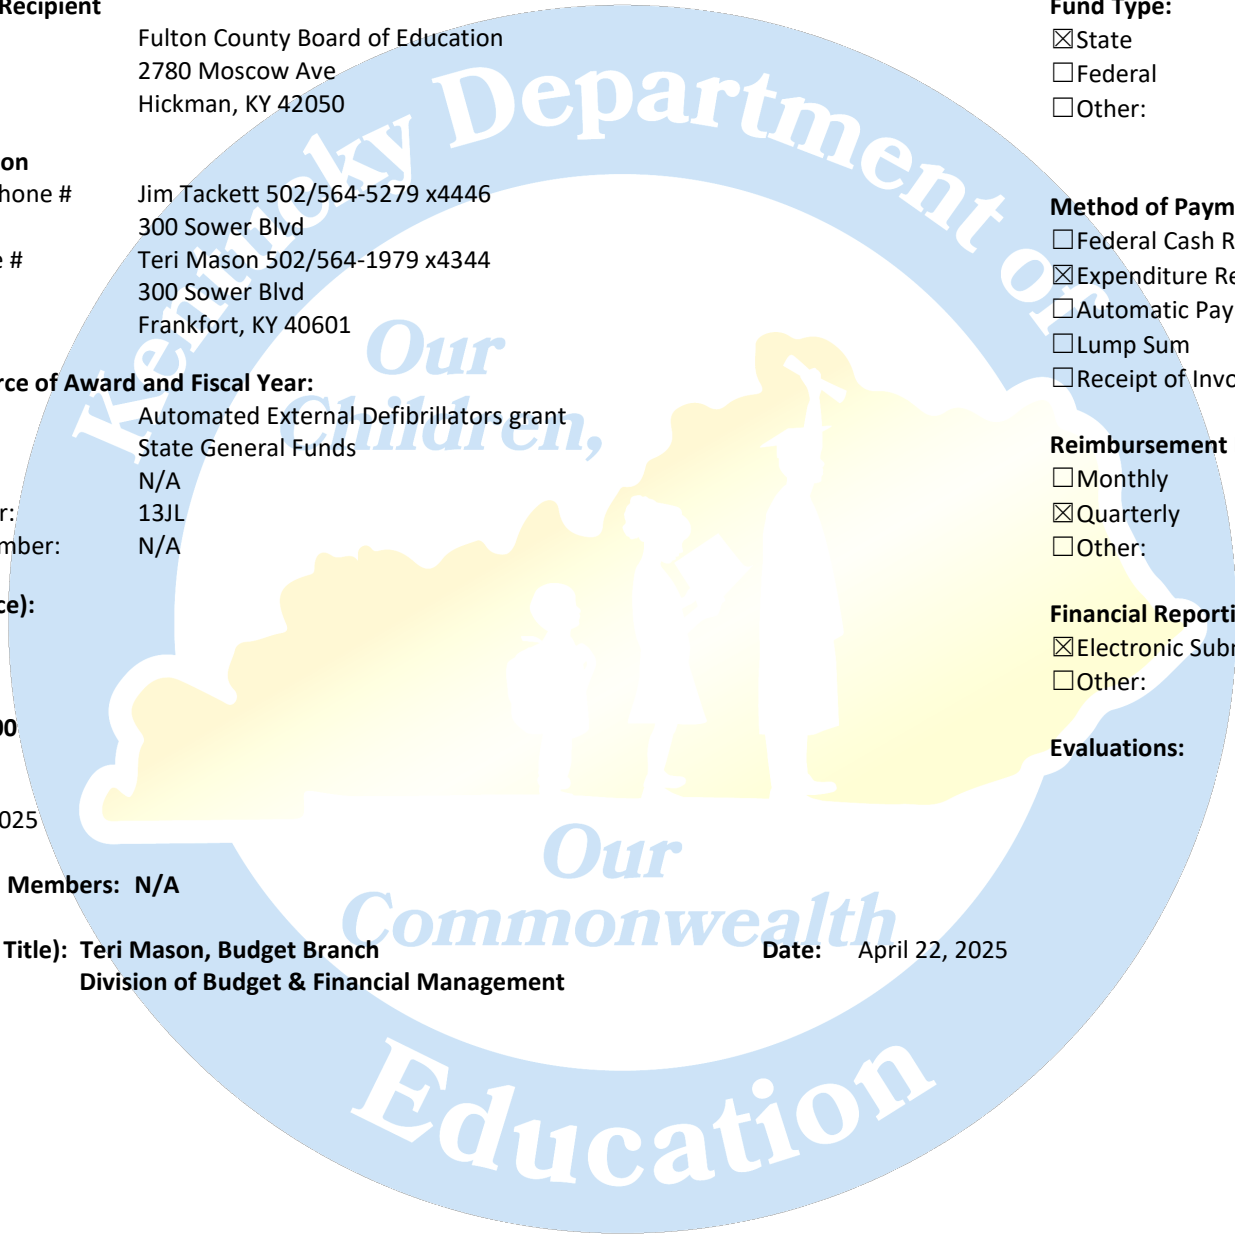 Recipient
Fulton County Board of Education
2780 Moscow Ave
Hickman, KY 42050
on
hone # Jim Tackett 502/564-5279 x4446
300 Sower Blvd
e # Teri Mason 502/564-1979 x4344
300 Sower Blvd
Frankfort, KY 40601
rce of Award and Fiscal Year:
Automated External Defibrillators grant
State General Funds
N/A
r: 13JL
mber: N/A
ce):
00
025
Members: N/A
Title): Teri Mason, Budget Branch
Division of Budget & Financial Management
Date: April 22, 2025
Fund Type:
☒State
☐Federal
☐Other:
Method of Paym
☐Federal Cash R
☒Expenditure Re
☐Automatic Pay
☐Lump Sum
☐Receipt of Invo
Reimbursement
☐Monthly
☒Quarterly
☐Other:
Financial Reporti
☒Electronic Subm
☐Other:
Evaluations:
Kentucky Department of
Education
Our
Children,
Our
Commonwealth